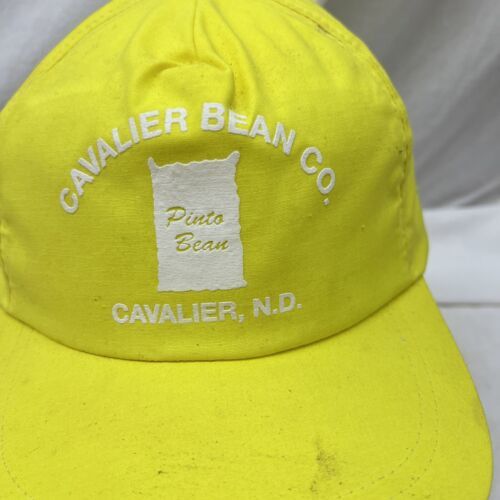 CAVALIER BEAN CO.
Pinto
Bean
CAVALIER, N.D.